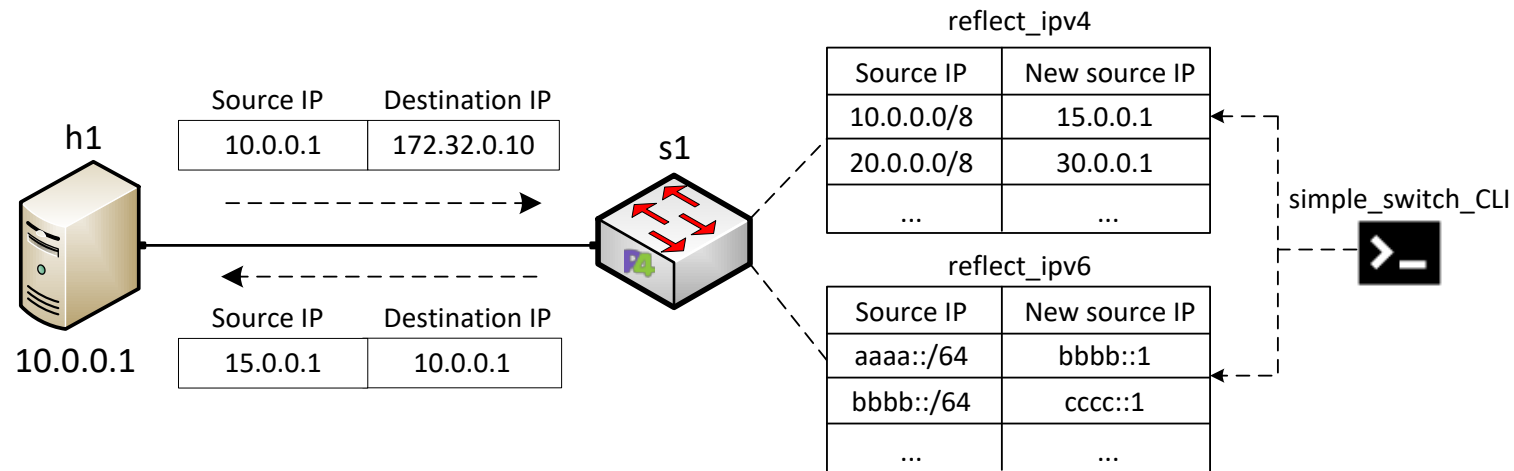 reflect_ipv4
Source IP New source IP
10.0.0.0/8 15.0.0.1
20.0.0.0/8 30.0.0.1
... ...
h1
Source IP Destination IP
10.0.0.1 172.32.0.10
s1
P4
simple_switch_CLI
>_
reflect_ipv6
Source IP New source IP
aaaa::/64 bbbb::1
bbbb::/64 cccc::1
... ...
Source IP Destination IP
15.0.0.1 10.0.0.1
10.0.0.1